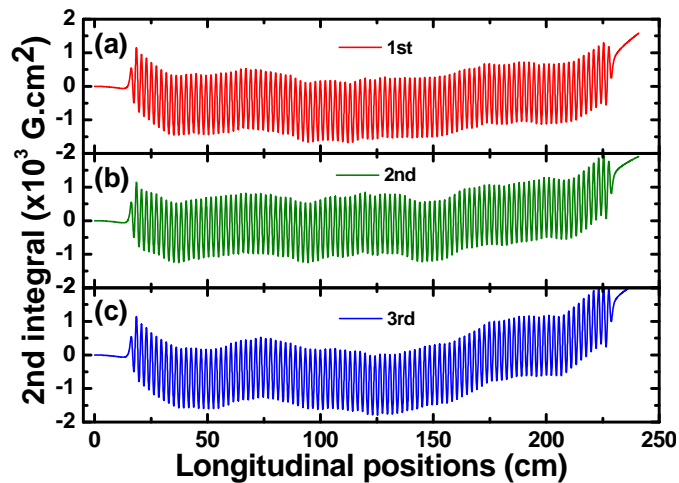 2nd integral (x10³ G.cm²)
2
(a)
1st
1
0
-1
-2
(b)
2nd
1
0
-1
-2
(c)
3rd
1
0
-1
-2
0 50 100 150 200 250
Longitudinal positions (cm)